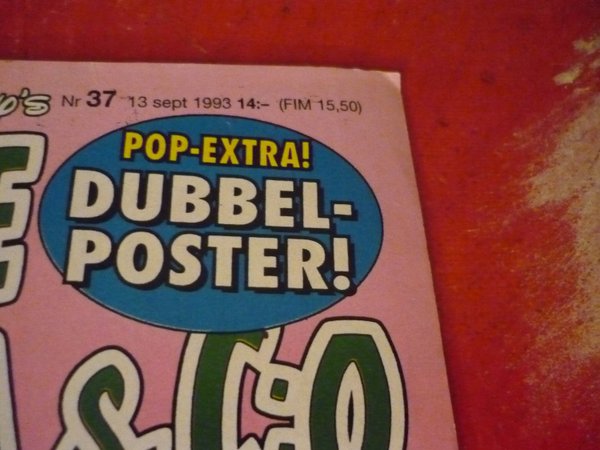 Nr 37 13 sept 1993 14:- (FIM 15,50)
POP-EXTRA!
DUBBEL-
POSTER!
& C:O